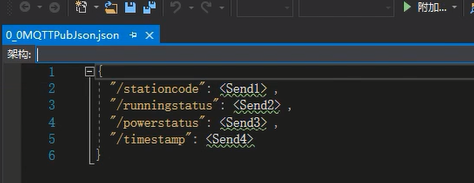 附加...
0_0MQTTPubJson.json
架构:
1 {
2 "/stationcode": <Send1> ,
3 "/runningstatus": <Send2> ,
4 "/powerstatus": <Send3> ,
5 "/timestamp": <Send4>
6 }